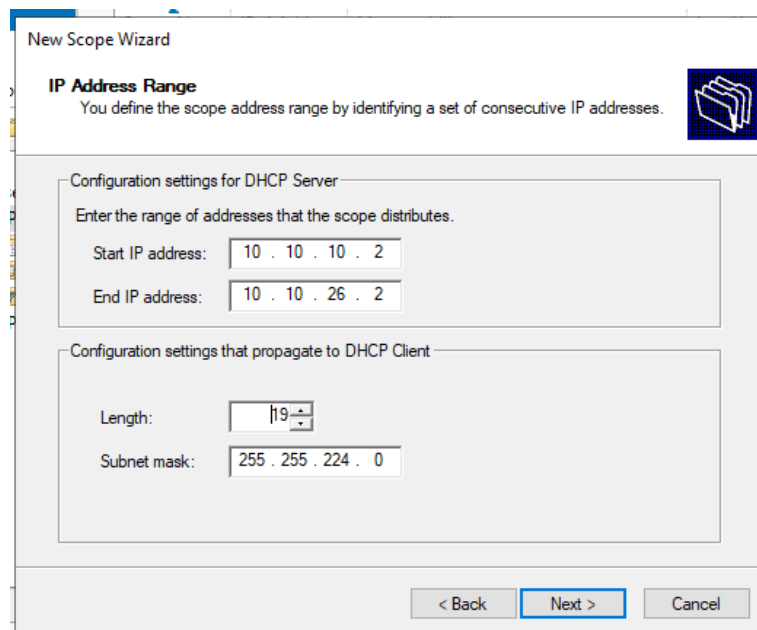 New Scope Wizard
IP Address Range
You define the scope address range by identifying a set of consecutive IP addresses.
Configuration settings for DHCP Server
Enter the range of addresses that the scope distributes.
Start IP address: 10 . 10 . 10 . 2
End IP address: 10 . 10 . 26 . 2
Configuration settings that propagate to DHCP Client
Length: 19
Subnet mask: 255 . 255 . 224 . 0
< Back Next > Cancel